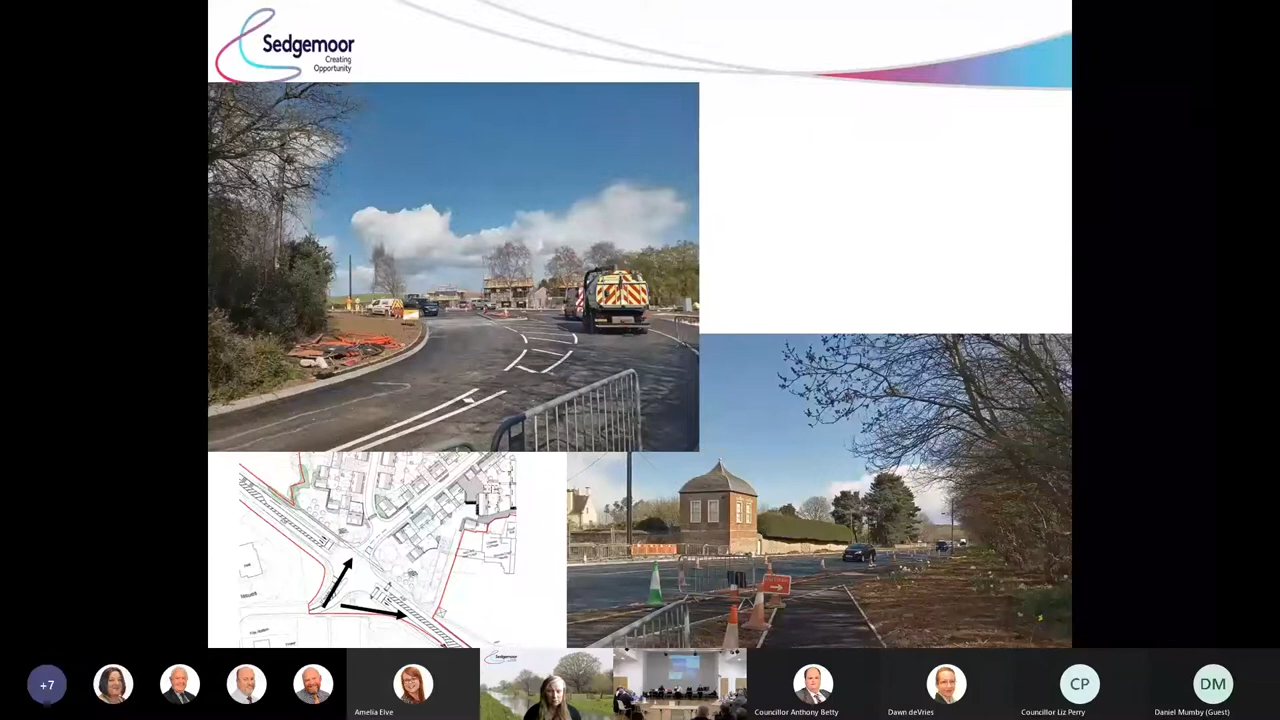 Sedgemoor
Creating
Opportunity
+7
Amelia Elve
Sedgemoor
Councillor Anthony Betty
Dawn deVries
CP
Councillor Liz Perry
DM
Daniel Mumby (Guest)